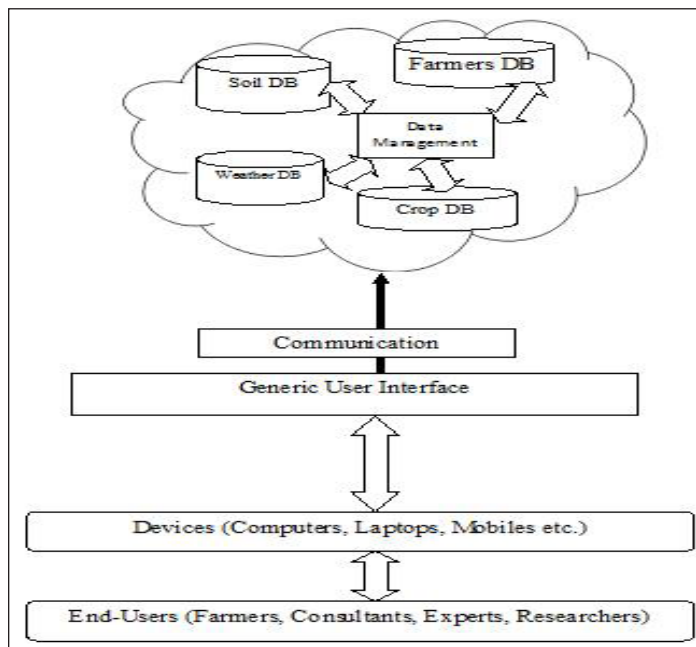 Soil DB
Farmers DB
Data
Management
Weather DB
Crop DB
Communication
Generic User Interface
Devices (Computers, Laptops, Mobiles etc.)
End-Users (Farmers, Consultants, Experts, Researchers)